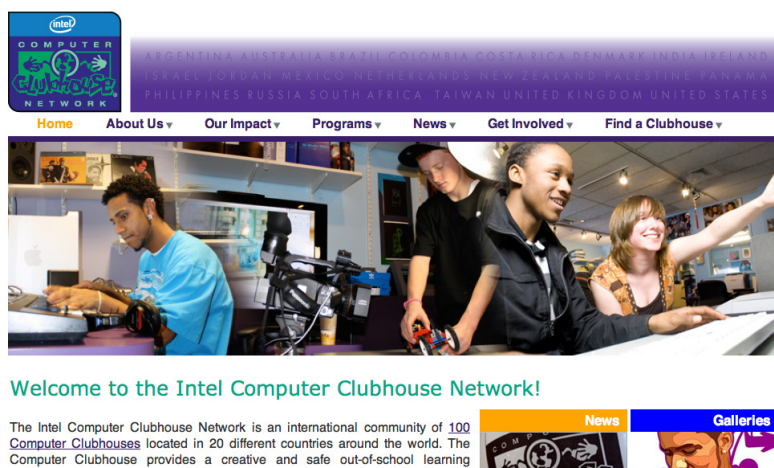 intel
COMPUTER
CLUBHOUSE
NETWORK
ARGENTINA AUSTRALIA BRAZIL COLOMBIA DENMARK INDIA IRELAND
ISRAEL JORDAN MEXICO NETHERLANDS NEW ZEALAND PALESTINE PANAMA
PHILIPPINES RUSSIA SOUTH AFRICA TAIWAN UNITED KINGDOM UNITED STATES
Home About Us Our Impact Programs News Get Involved Find a Clubhouse
Welcome to the Intel Computer Clubhouse Network!
The Intel Computer Clubhouse Network is an international community of 100
Computer Clubhouses located in 20 different countries around the world. The
Computer Clubhouse provides a creative and safe out-of-school learning
News
Galleries
COMP